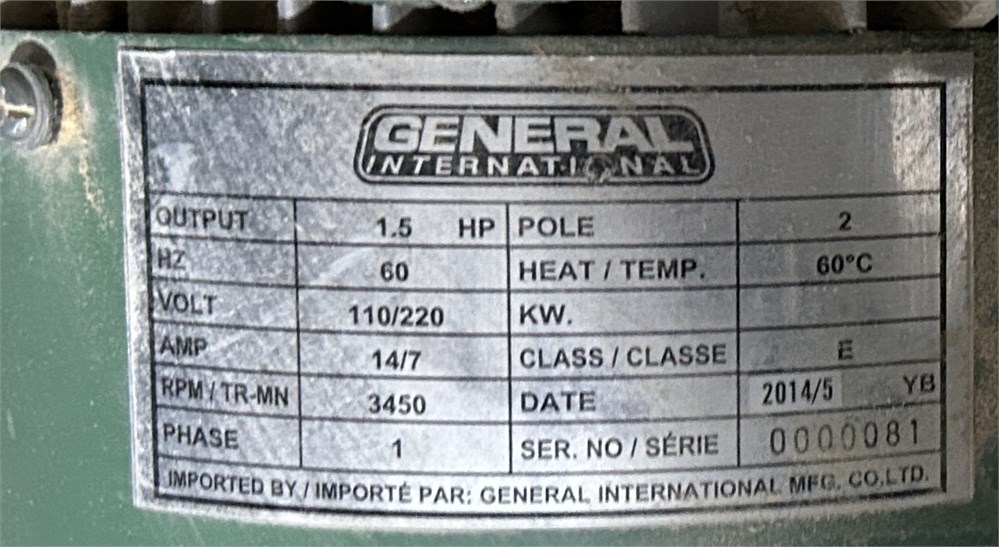 GENERAL
INTERNATIONAL
OUTPUT 1.5 HP POLE 2
HZ 60 HEAT / TEMP. 60°C
VOLT 110/220 KW.
AMP 14/7 CLASS / CLASSE E
RPM / TR-MN 3450 DATE 2014/5 YB
PHASE 1 SER. NO / SÉRIE 0000081
IMPORTED BY / IMPORTÉ PAR: GENERAL INTERNATIONAL MFG. CO.LTD.